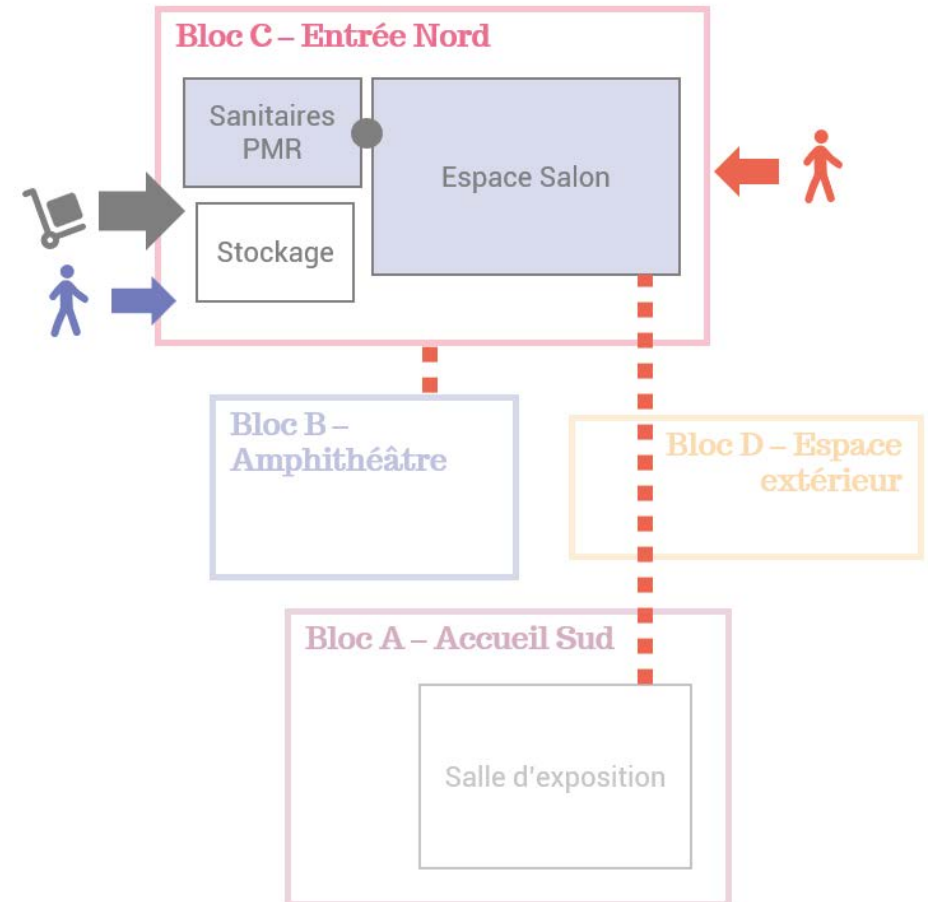 Bloc C – Entrée Nord
Sanitaires
PMR
Espace Salon
Stockage
Bloc B –
Amphithéâtre
Bloc D – Espace
extérieur
Bloc A – Accueil Sud
Salle d'exposition